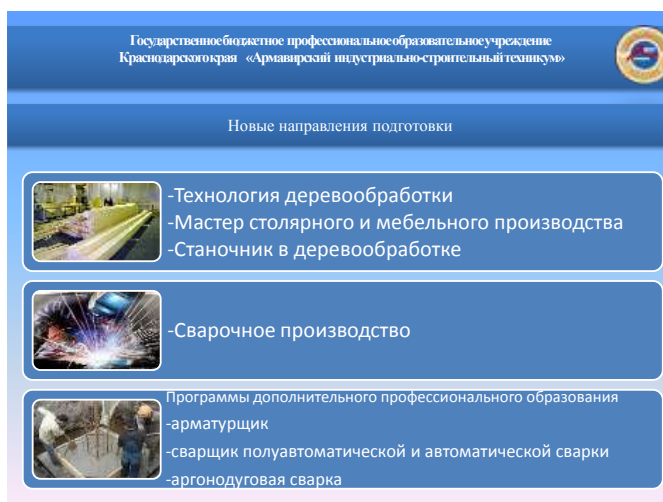 Государственное бюджетное профессиональное образовательное учреждение
Краснодарского края «Армавирский индустриально-строительный техникум»
Новые направления подготовки
-Технология деревообработки
-Мастер столярного и мебельного производства
-Станочник в деревообработке
-Сварочное производство
Программы дополнительного профессионального образования
-арматурщик
-сварщик полуавтоматической и автоматической сварки
-аргонодуговая сварка